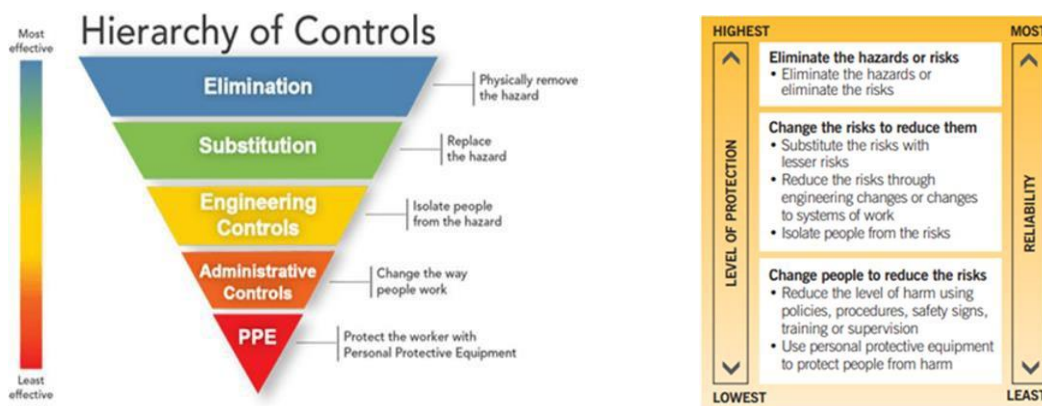 Hierarchy of Controls
Most
effective
Elimination
Physically remove
the hazard
Substitution
Replace
the hazard
Engineering
Controls
Isolate people
from the hazard
Administrative
Controls
Change the way
people work
PPE
Protect the worker with
Personal Protective Equipment
Least
effective
HIGHEST
MOST
LEVEL OF PROTECTION
Eliminate the hazards or risks
• Eliminate the hazards or
eliminate the risks
Change the risks to reduce them
• Substitute the risks with
lesser risks
• Reduce the risks through
engineering changes or changes
to systems of work
• Isolate people from the risks
Change people to reduce the risks
• Reduce the level of harm using
policies, procedures, safety signs,
training or supervision
• Use personal protective equipment
to protect people from harm
RELIABILITY
LOWEST
LEAST